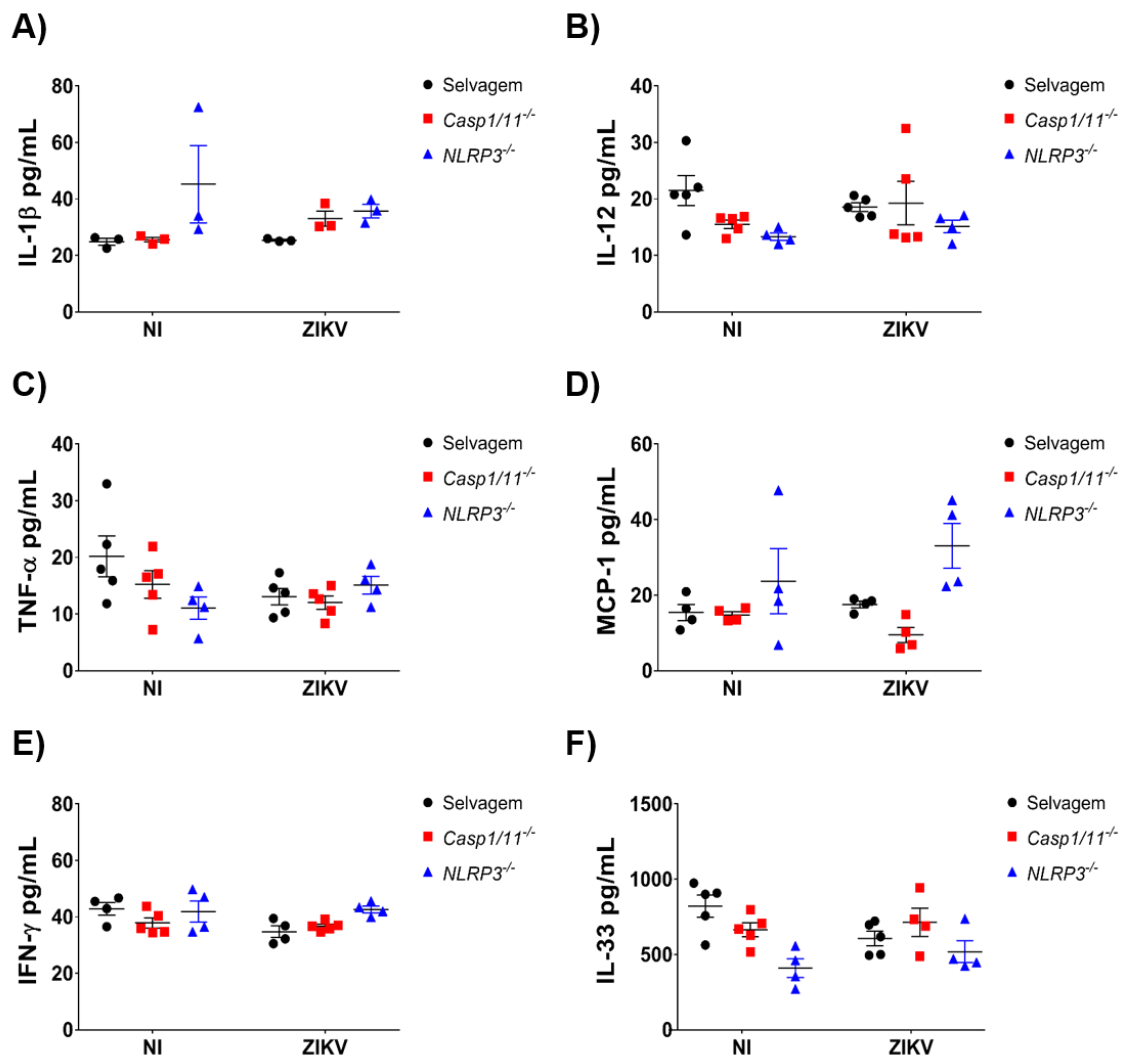 A)
IL-1β pg/mL
80
60
40
20
0
NI
ZIKV
Selvagem
Casp1/11-/-
NLRP3-/-
B)
IL-12 pg/mL
40
30
20
10
0
NI
ZIKV
Selvagem
Casp1/11-/-
NLRP3-/-
C)
TNF-α pg/mL
40
30
20
10
0
NI
ZIKV
Selvagem
Casp1/11-/-
NLRP3-/-
D)
MCP-1 pg/mL
60
40
20
0
NI
ZIKV
Selvagem
Casp1/11-/-
NLRP3-/-
E)
IFN-γ pg/mL
80
60
40
20
0
NI
ZIKV
Selvagem
Casp1/11-/-
NLRP3-/-
F)
IL-33 pg/mL
1500
1000
500
0
NI
ZIKV
Selvagem
Casp1/11-/-
NLRP3-/-